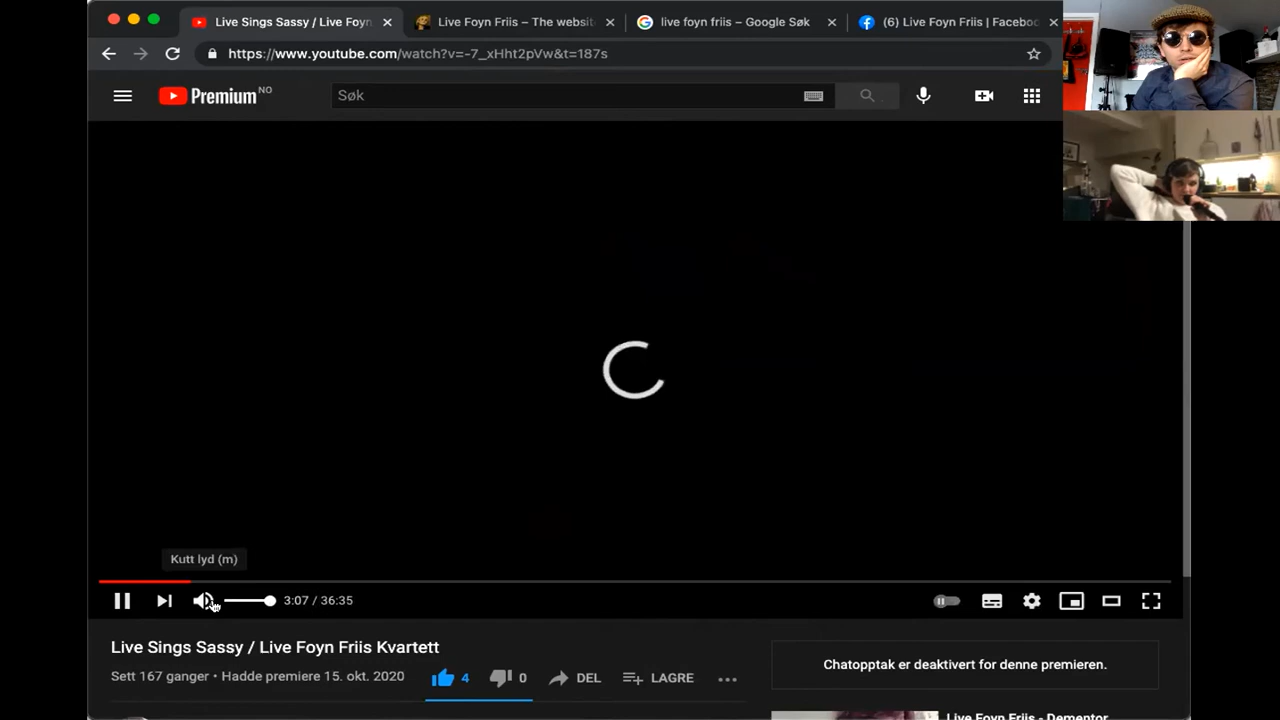 Live Sings Sassy / Live Foyn
Live Foyn Friis – The websit
live foyn friis – Google Søk
(6) Live Foyn Friis | Facebo
https://www.youtube.com/watch?v=-7_xHht2pVw&t=187s
Premium NO
Søk
Kutt lyd (m)
3:07 / 36:35
Live Sings Sassy / Live Foyn Friis Kvartett
Sett 167 ganger • Hadde premiere 15. okt. 2020
4
0
DEL
LAGRE
Chatopptak er deaktivert for denne premieren.
Live Foyn Friis - Dementor